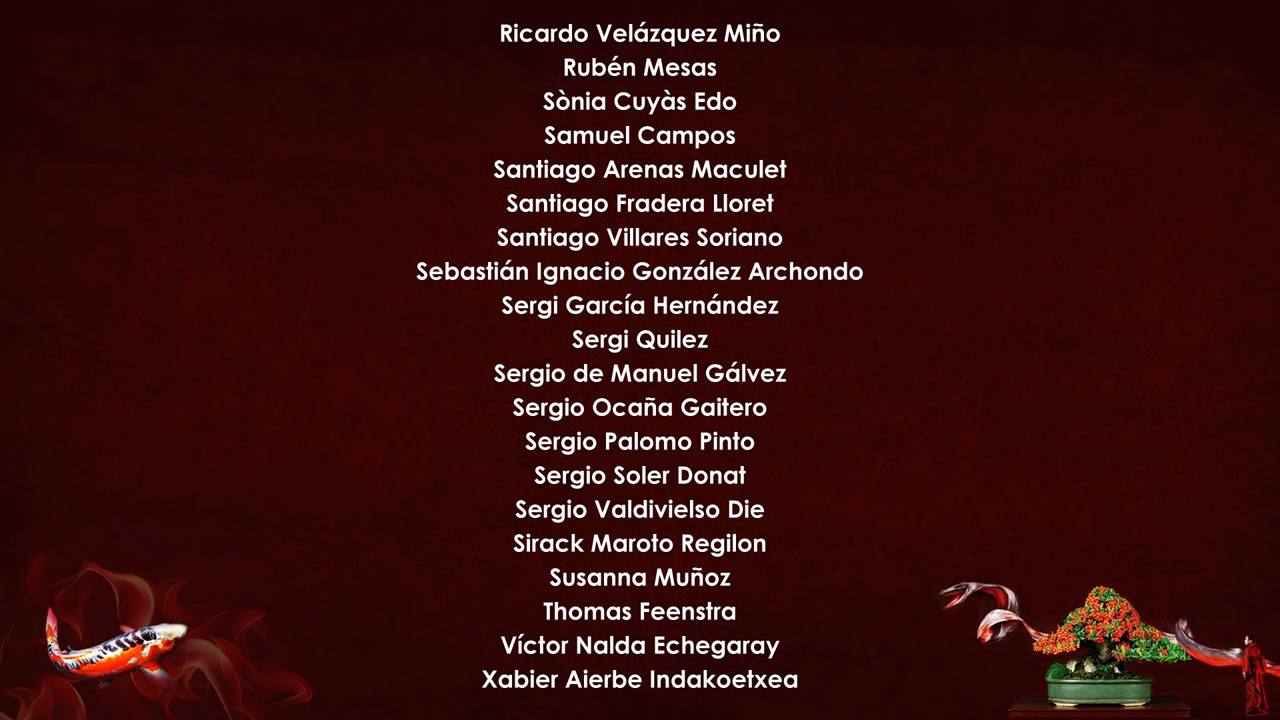 Ricardo Velázquez Miño
Rubén Mesas
Sònia Cuyàs Edo
Samuel Campos
Santiago Arenas Maculet
Santiago Fradera Lloret
Santiago Villares Soriano
Sebastián Ignacio González Archondo
Sergi García Hernández
Sergi Quilez
Sergio de Manuel Gálvez
Sergio Ocaña Gaitero
Sergio Palomo Pinto
Sergio Soler Donat
Sergio Valdivielso Die
Sirack Maroto Regilon
Susanna Muñoz
Thomas Feenstra
Víctor Nalda Echegaray
Xabier Aierbe Indakoetxea